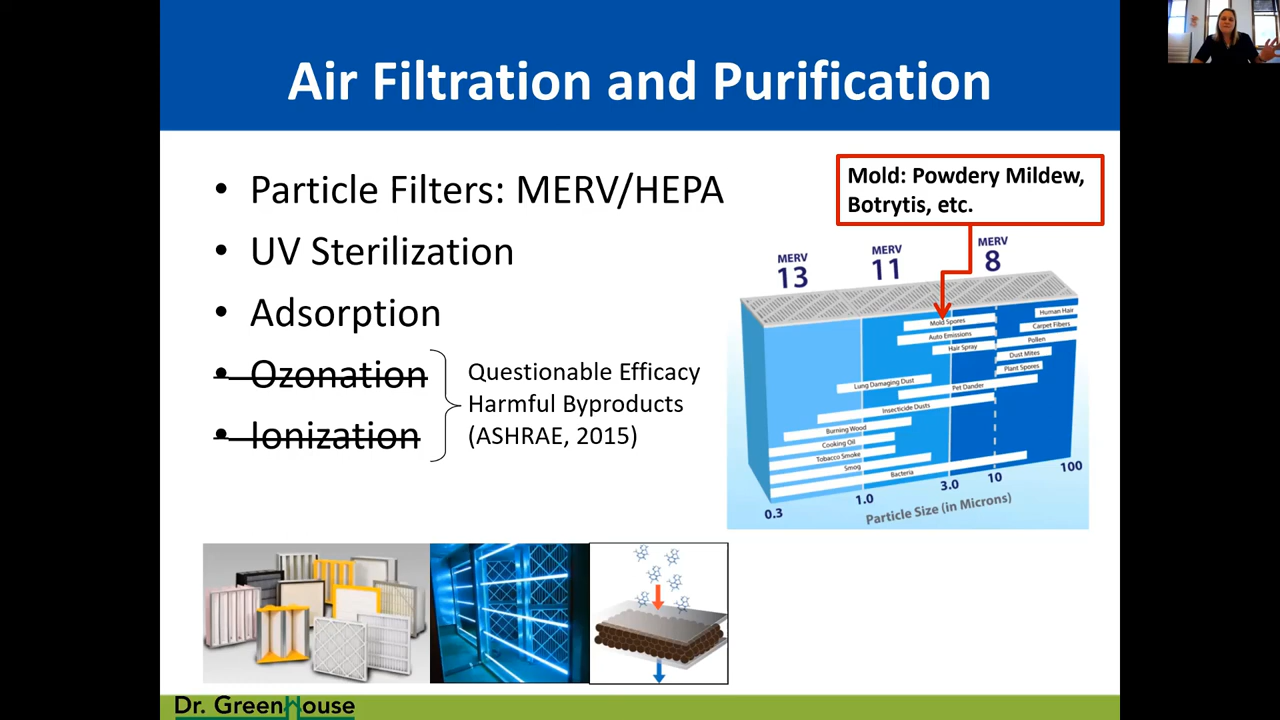 Air Filtration and Purification
• Particle Filters: MERV/HEPA
• UV Sterilization
• Adsorption
• Ozonation
• Ionization
Questionable Efficacy
Harmful Byproducts
(ASHRAE, 2015)
Mold: Powdery Mildew,
Botrytis, etc.
MERV
13
MERV
11
MERV
8
Human Hair
Mold Spores
Carpet Fibers
Auto Emissions
Pollen
Hair Spray
Dust Mites
Plant Spores
Lung Damaging Dust
Pet Dander
Insecticide Dusts
Burning Wood
Cooking Oil
Tobacco Smoke
Smog
Bacteria
0.3
1.0
3.0
10
100
Particle Size (in Microns)
Dr. GreenHouse